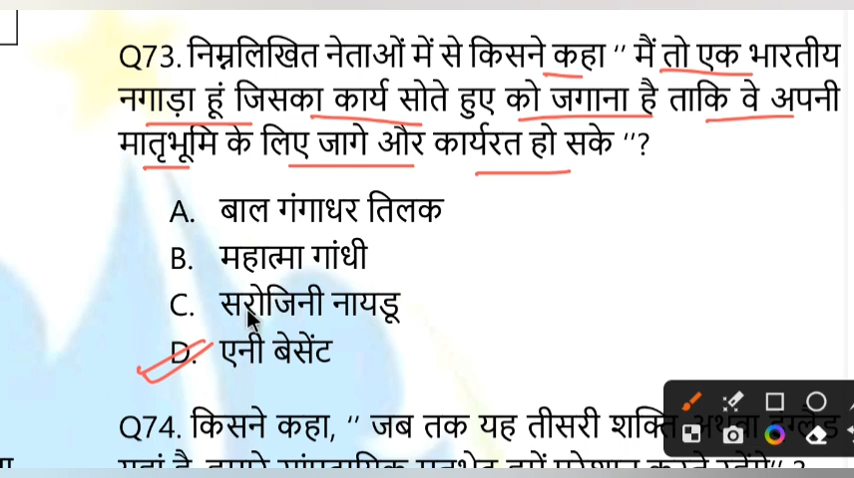 Q73. निम्नलिखित नेताओं में से किसने कहा " मैं तो एक भारतीय
नगाड़ा हूं जिसका कार्य सोते हुए को जगाना है ताकि वे अपनी
मातृभूमि के लिए जागे और कार्यरत हो सके "?
A. बाल गंगाधर तिलक
B. महात्मा गांधी
C. सरोजिनी नायडू
D. एनी बेसेंट
Q74. किसने कहा, " जब तक यह तीसरी शक्ति अथवा इंग्लैंड